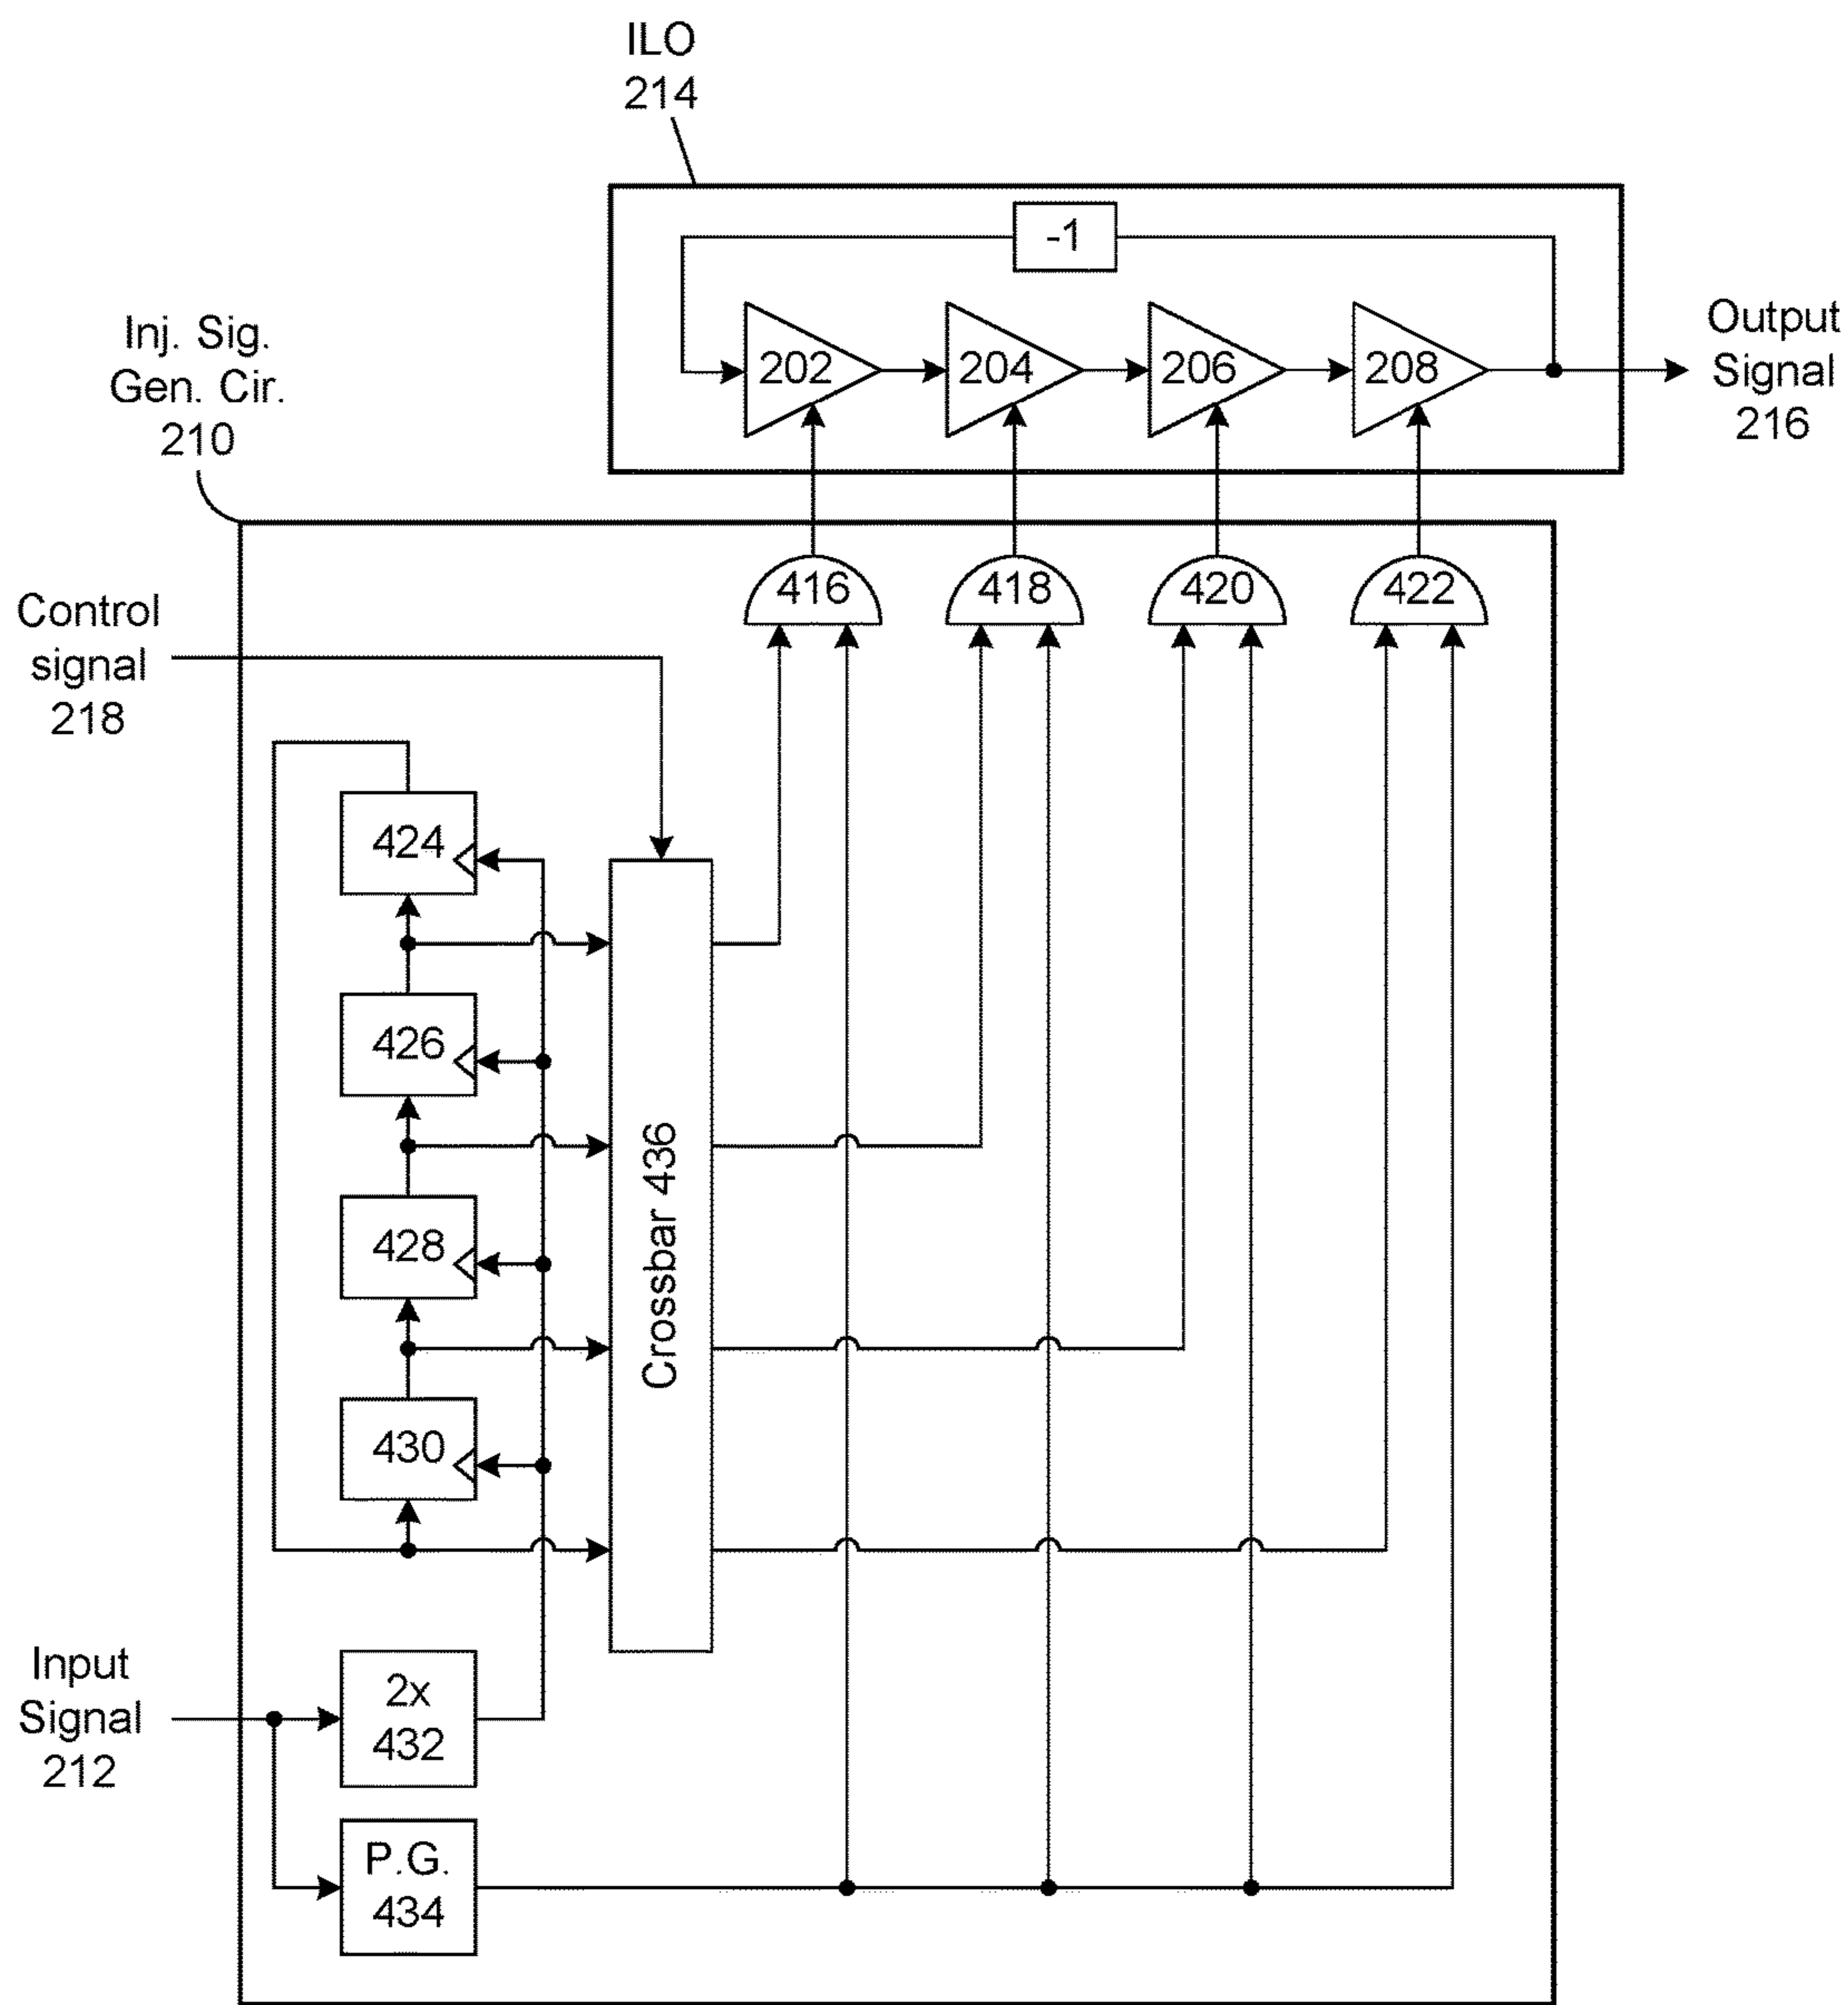 ILO
214
-1
202
204
206
208
Output
Signal
216
Inj. Sig.
Gen. Cir.
210
416
418
420
422
Control
signal
218
424
426
428
430
Crossbar 436
Input
Signal
212
2x
432
P.G.
434